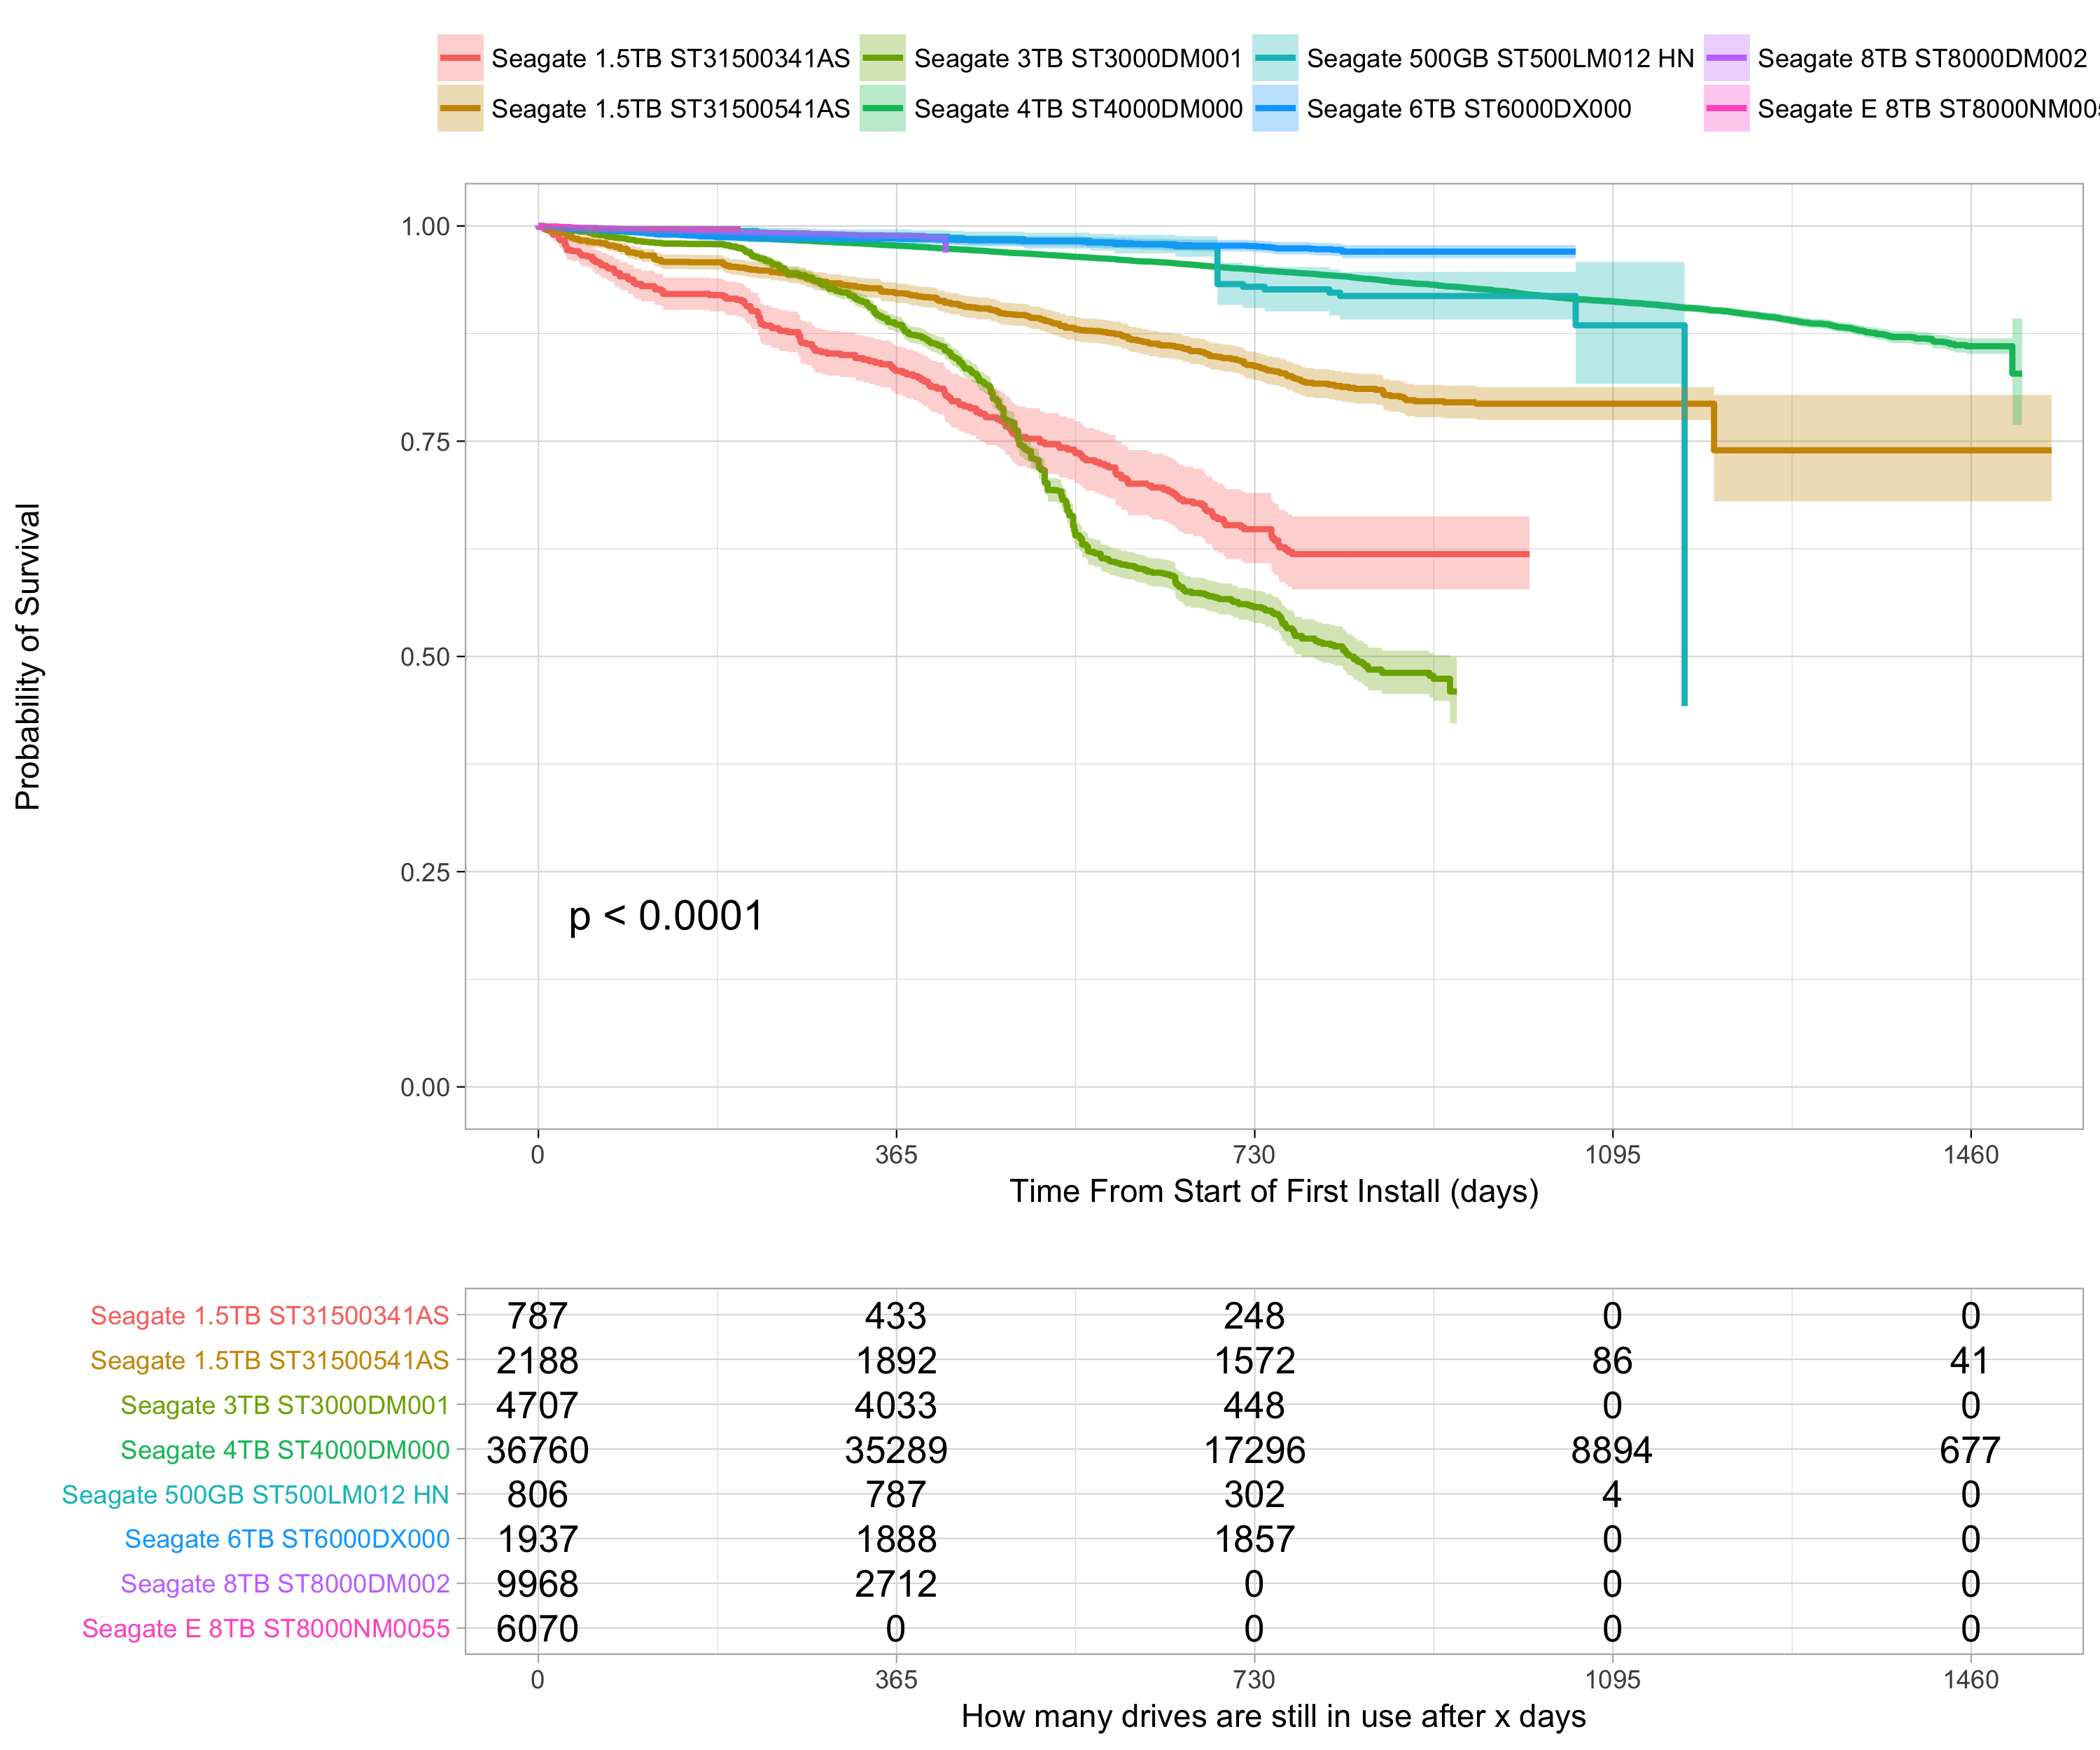 Seagate 1.5TB ST31500341AS Seagate 3TB ST3000DM001 Seagate 500GB ST500LM012 HN Seagate 8TB ST8000DM002
Seagate 1.5TB ST31500541AS Seagate 4TB ST4000DM000 Seagate 6TB ST6000DX000 Seagate E 8TB ST8000NM005
Probability of Survival
1.00
0.75
0.50
0.25
0.00
p < 0.0001
0 365 730 1095 1460
Time From Start of First Install (days)
Seagate 1.5TB ST31500341AS 787 433 248 0 0
Seagate 1.5TB ST31500541AS 2188 1892 1572 86 41
Seagate 3TB ST3000DM001 4707 4033 448 0 0
Seagate 4TB ST4000DM000 36760 35289 17296 8894 677
Seagate 500GB ST500LM012 HN 806 787 302 4 0
Seagate 6TB ST6000DX000 1937 1888 1857 0 0
Seagate 8TB ST8000DM002 9968 2712 0 0 0
Seagate E 8TB ST8000NM0055 6070 0 0 0 0
0 365 730 1095 1460
How many drives are still in use after x days